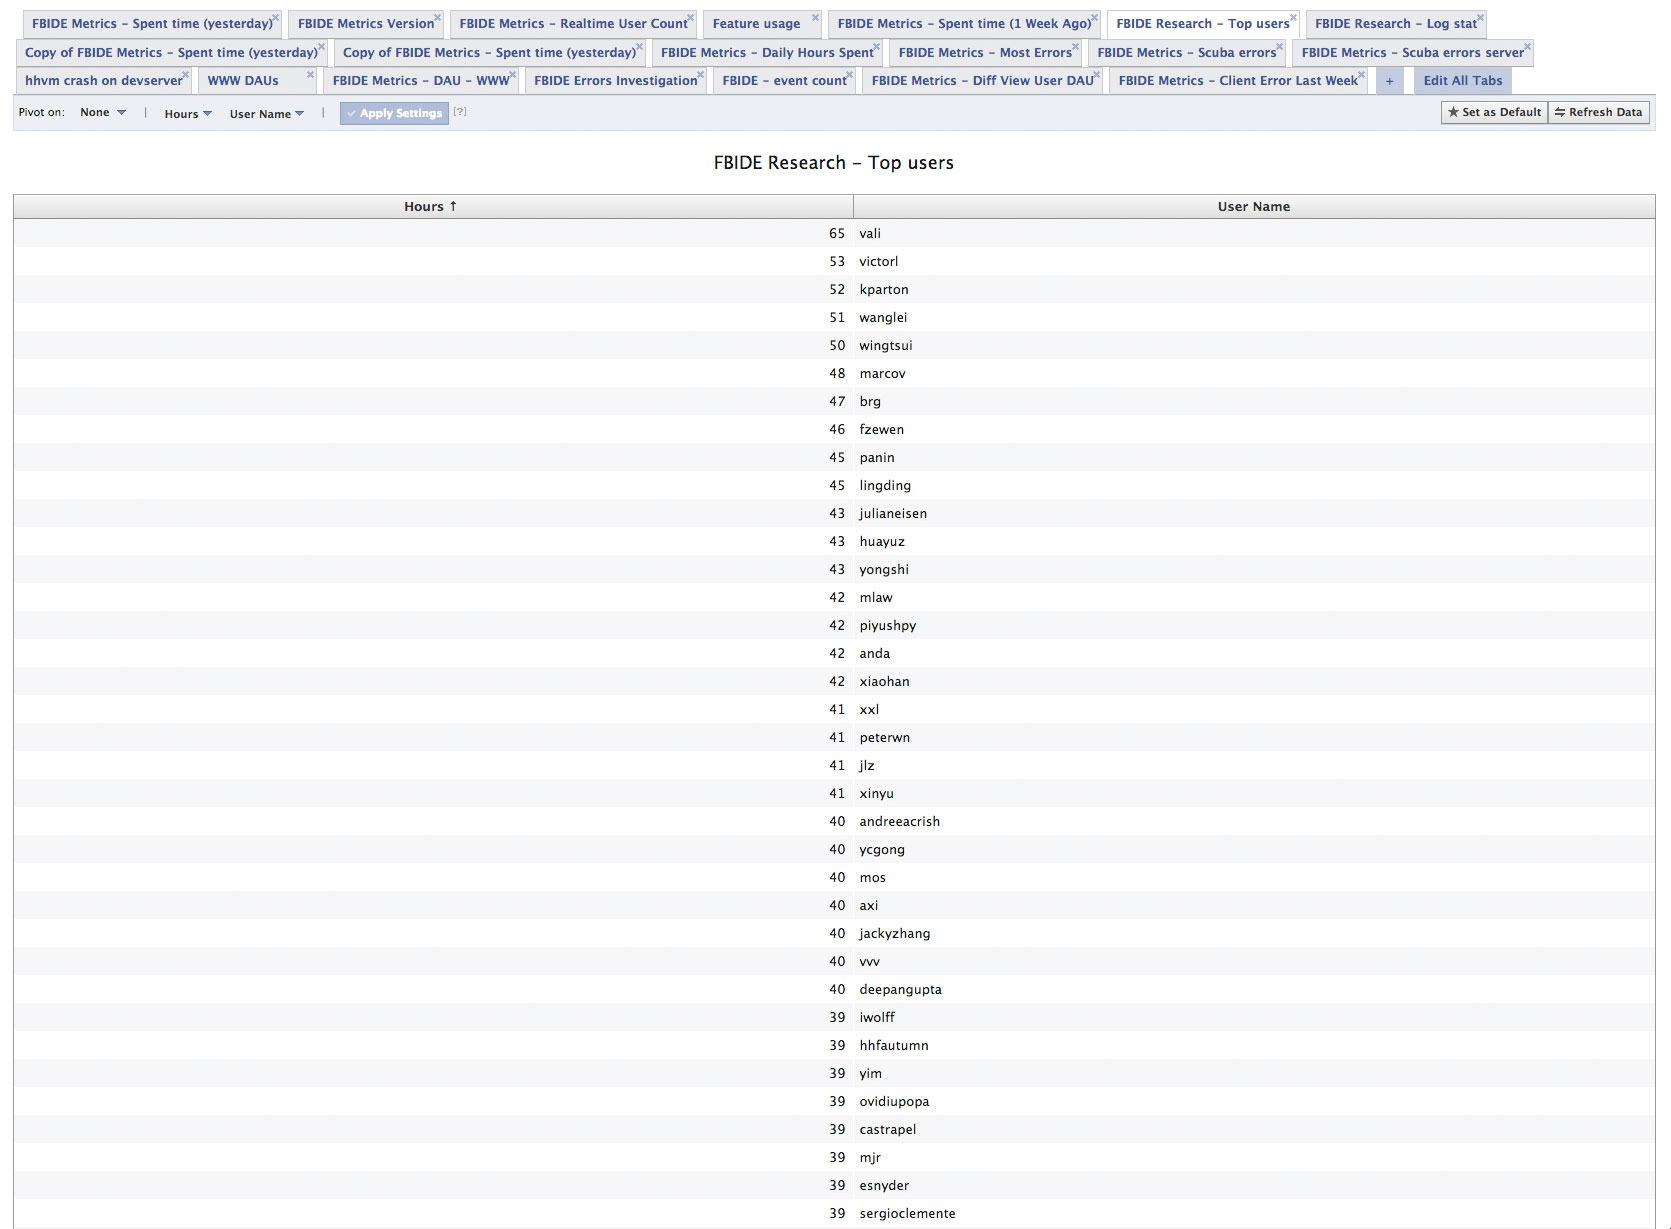 FBIDE Metrics – Spent time (yesterday) × FBIDE Metrics Version × FBIDE Metrics – Realtime User Count × Feature usage × FBIDE Metrics – Spent time (1 Week Ago) × FBIDE Research – Top users × FBIDE Research – Log stat ×
Copy of FBIDE Metrics – Spent time (yesterday) × Copy of FBIDE Metrics – Spent time (yesterday) × FBIDE Metrics – Daily Hours Spent × FBIDE Metrics – Most Errors × FBIDE Metrics – Scuba errors × FBIDE Metrics – Scuba errors server ×
hhvm crash on devserver × WWW DAUs × FBIDE Metrics – DAU – WWW × FBIDE Errors Investigation × FBIDE – event count × FBIDE Metrics – Diff View User DAU × FBIDE Metrics – Client Error Last Week × + Edit All Tabs
Pivot on: None | Hours User Name | ✓ Apply Settings [?] ★ Set as Default ⇋ Refresh Data
FBIDE Research – Top users
Hours ↑ User Name
65 vali
53 victorl
52 kparton
51 wanglei
50 wingtsui
48 marcov
47 brg
46 fzewen
45 panin
45 lingding
43 julianeisen
43 huayuz
43 yongshi
42 mlaw
42 piyushpy
42 anda
42 xiaohan
41 xxl
41 peterwn
41 jlz
41 xinyu
40 andreeacrish
40 ycgong
40 mos
40 axi
40 jackyzhang
40 vvv
40 deepangupta
39 iwolff
39 hhfautumn
39 yim
39 ovidiupopa
39 castrapel
39 mjr
39 esnyder
39 sergioclemente